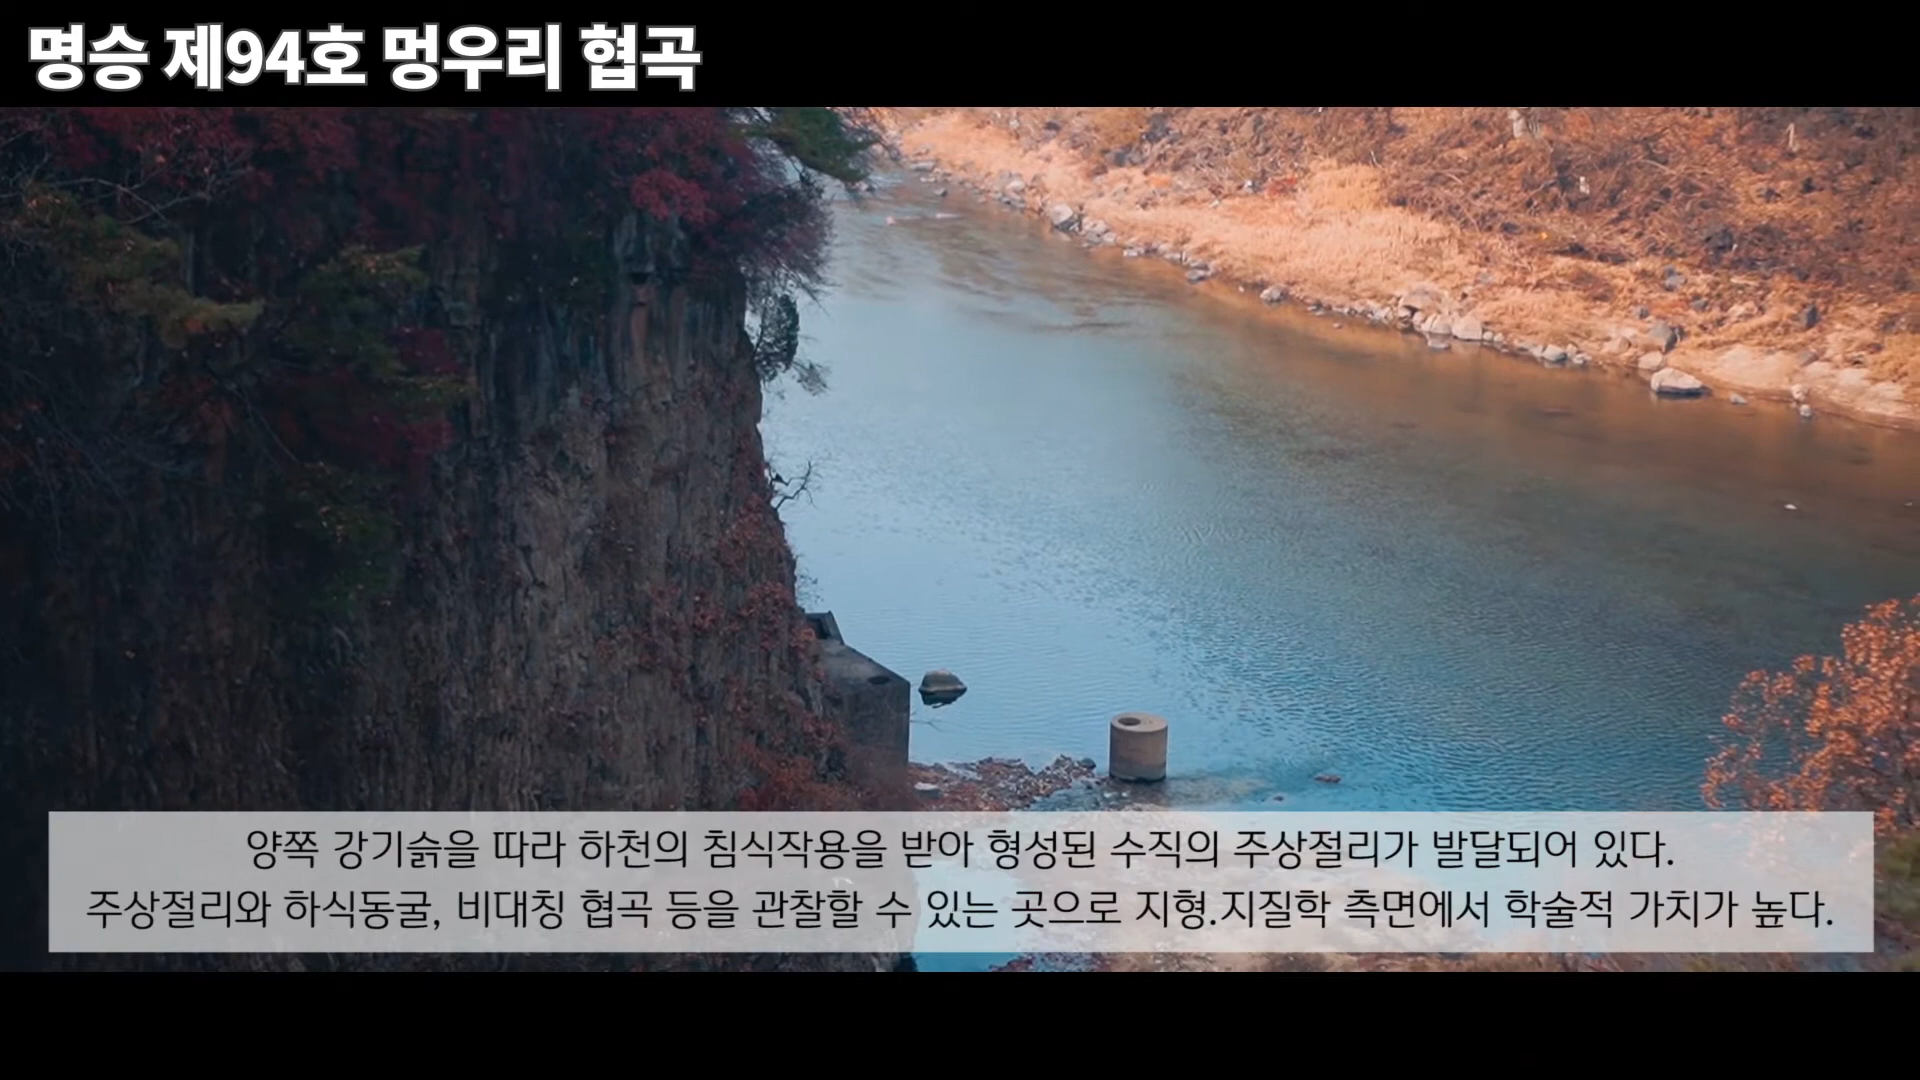 명승 제94호 멍우리 협곡
양쪽 강기슭을 따라 하천의 침식작용을 받아 형성된 수직의 주상절리가 발달되어 있다.
주상절리와 하식동굴, 비대칭 협곡 등을 관찰할 수 있는 곳으로 지형.지질학 측면에서 학술적 가치가 높다.